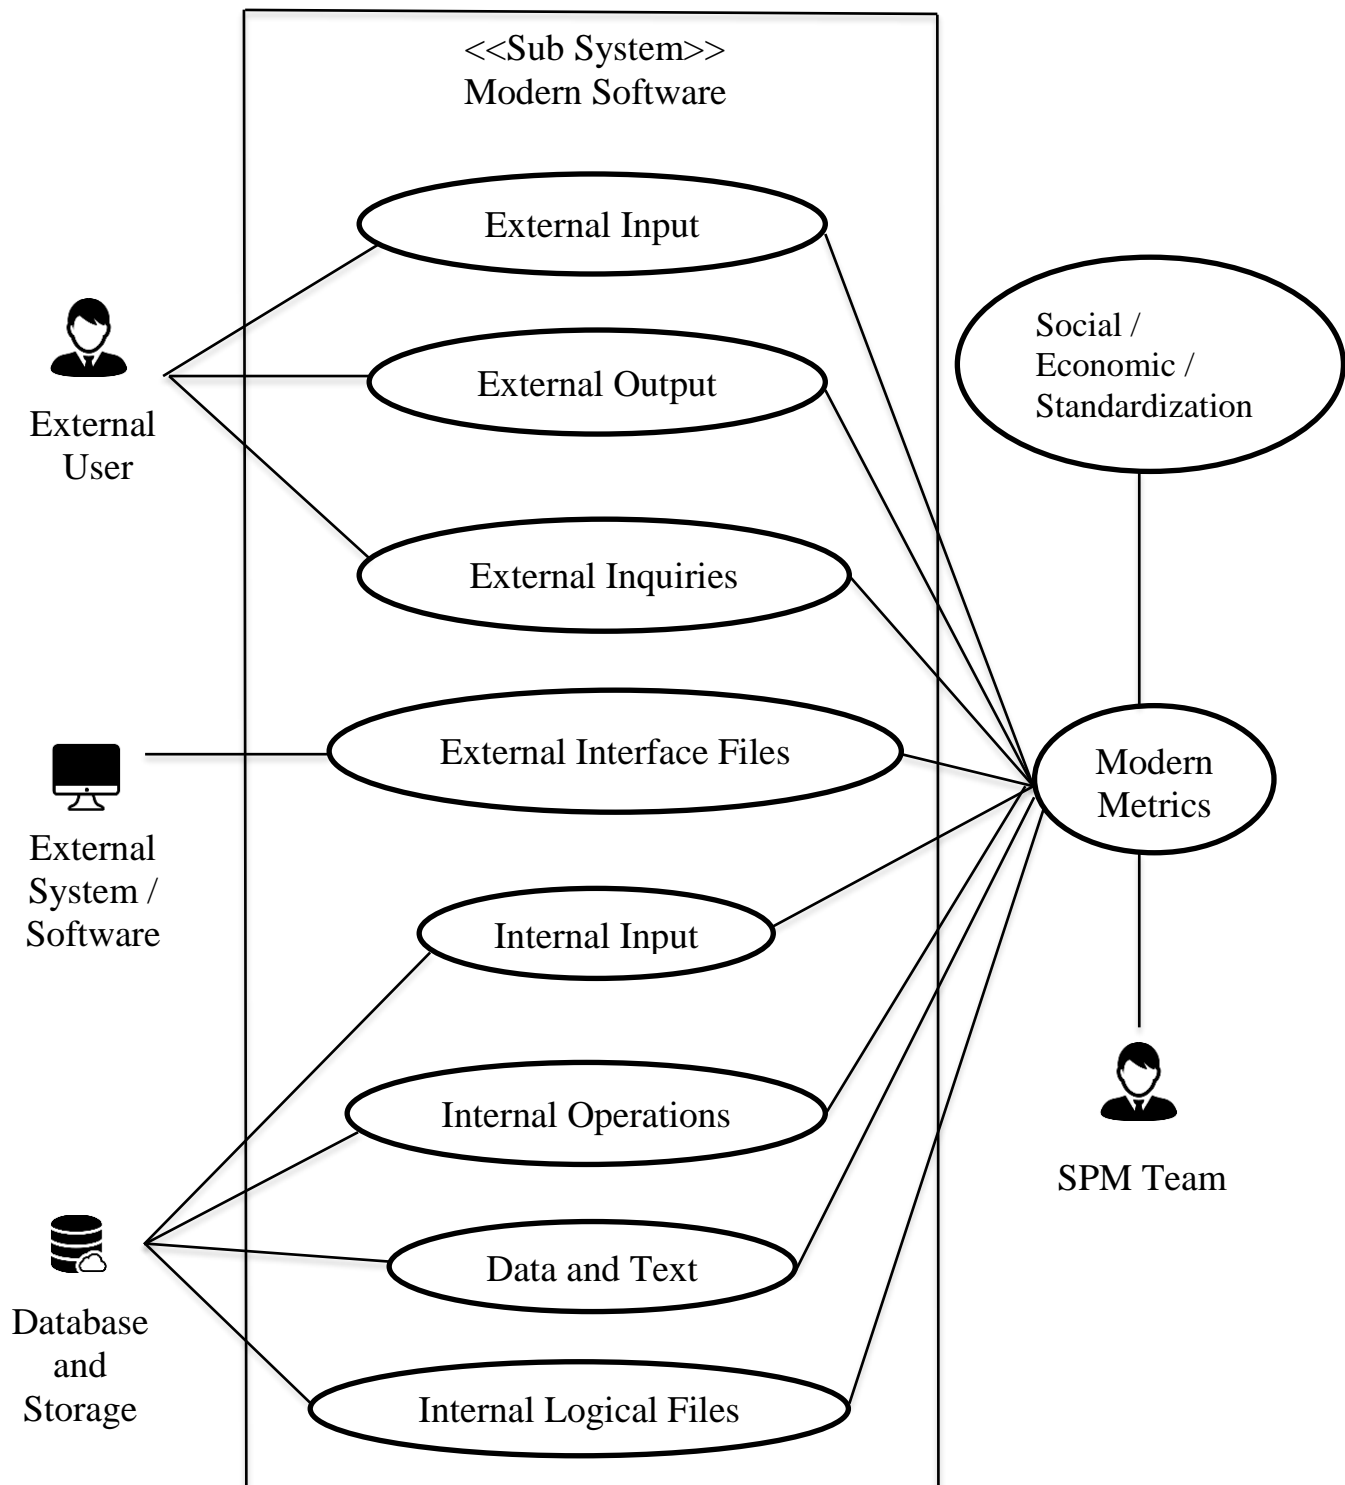 <<Sub System>>
Modern Software
External Input
External Output
External Inquiries
External Interface Files
Internal Input
Internal Operations
Data and Text
Internal Logical Files
External
User
External
System /
Software
Database
and
Storage
Social /
Economic /
Standardization
Modern
Metrics
SPM Team